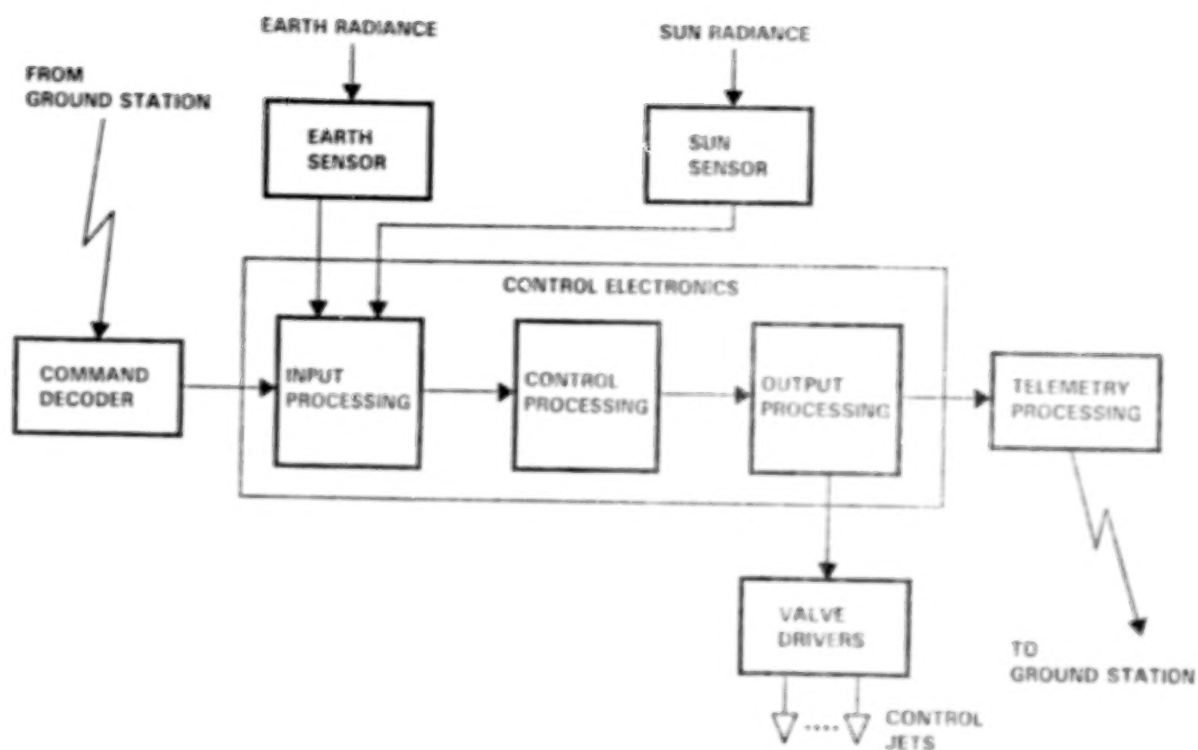 EARTH RADIANCE
SUN RADIANCE
FROM
GROUND STATION
EARTH
SENSOR
SUN
SENSOR
CONTROL ELECTRONICS
COMMAND
DECODER
INPUT
PROCESSING
CONTROL
PROCESSING
OUTPUT
PROCESSING
TELEMETRY
PROCESSING
VALVE
DRIVERS
TO
GROUND STATION
CONTROL
JETS